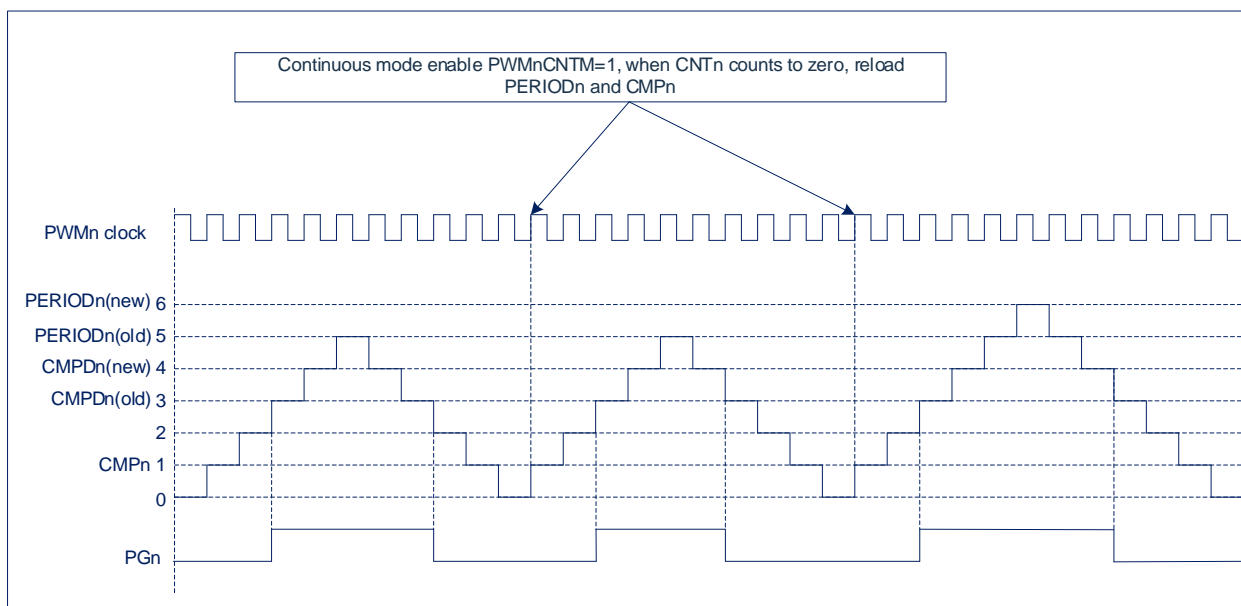 Continuous mode enable PWMnCNTM=1, when CNTn counts to zero, reload
PERIODn and CMPn
PWMn clock
PERIODn(new) 6
PERIODn(old) 5
CMPDn(new) 4
CMPDn(old) 3
2
CMPn 1
0
PGn